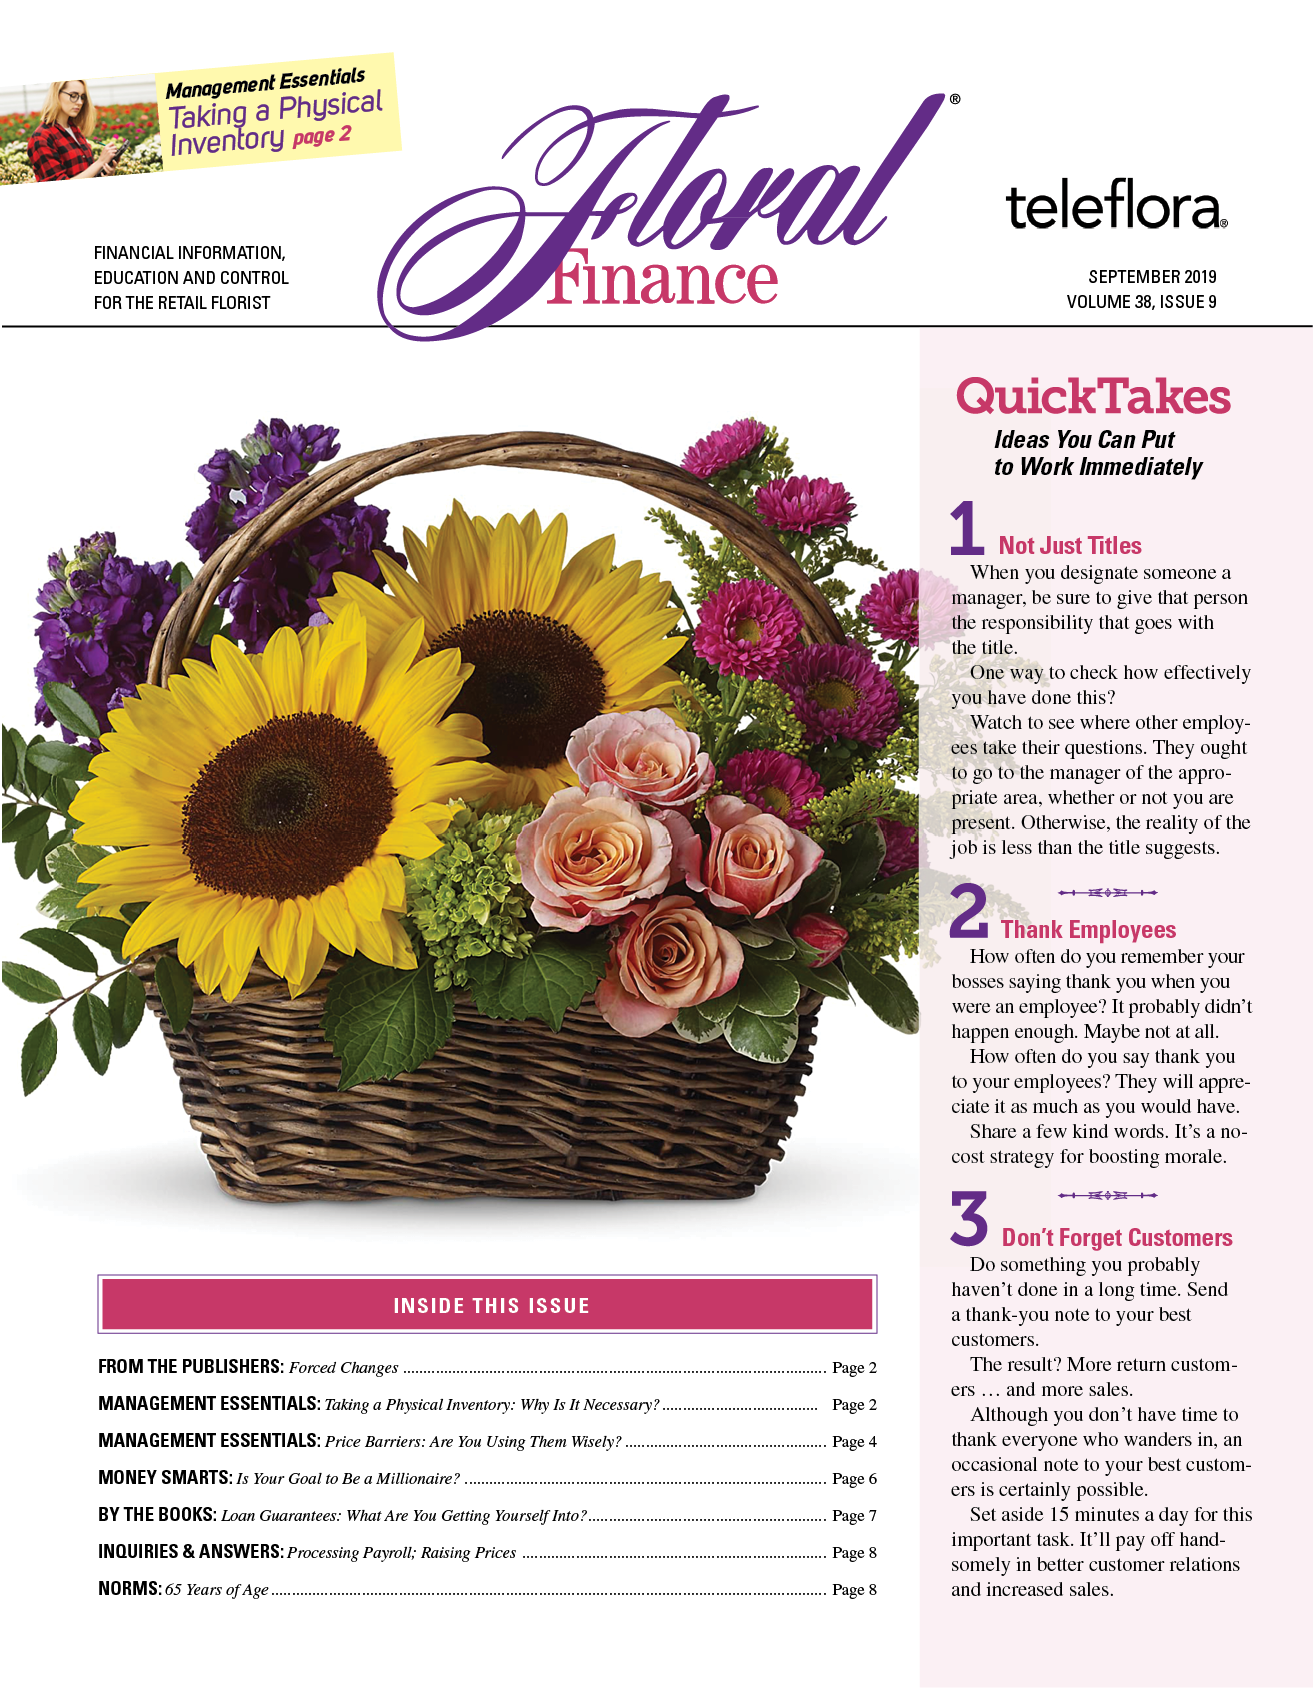 Management Essentials
Taking a Physical
Inventory page 2
Floral®
Finance
teleflora®
FINANCIAL INFORMATION,
EDUCATION AND CONTROL
FOR THE RETAIL FLORIST
SEPTEMBER 2019
VOLUME 38, ISSUE 9
INSIDE THIS ISSUE
FROM THE PUBLISHERS: Forced Changes ........ Page 2
MANAGEMENT ESSENTIALS: Taking a Physical Inventory: Why Is It Necessary? ........ Page 2
MANAGEMENT ESSENTIALS: Price Barriers: Are You Using Them Wisely? ........ Page 4
MONEY SMARTS: Is Your Goal to Be a Millionaire? ........ Page 6
BY THE BOOKS: Loan Guarantees: What Are You Getting Yourself Into? ........ Page 7
INQUIRIES & ANSWERS: Processing Payroll; Raising Prices ........ Page 8
NORMS: 65 Years of Age ........ Page 8
QuickTakes
Ideas You Can Put
to Work Immediately
1 Not Just Titles
When you designate someone a
manager, be sure to give that person
the responsibility that goes with
the title.
One way to check how effectively
you have done this?
Watch to see where other employ-
ees take their questions. They ought
to go to the manager of the appro-
priate area, whether or not you are
present. Otherwise, the reality of the
job is less than the title suggests.
2 Thank Employees
How often do you remember your
bosses saying thank you when you
were an employee? It probably didn't
happen enough. Maybe not at all.
How often do you say thank you
to your employees? They will appre-
ciate it as much as you would have.
Share a few kind words. It's a no-
cost strategy for boosting morale.
3 Don't Forget Customers
Do something you probably
haven't done in a long time. Send
a thank-you note to your best
customers.
The result? More return custom-
ers … and more sales.
Although you don't have time to
thank everyone who wanders in, an
occasional note to your best custom-
ers is certainly possible.
Set aside 15 minutes a day for this
important task. It'll pay off hand-
somely in better customer relations
and increased sales.